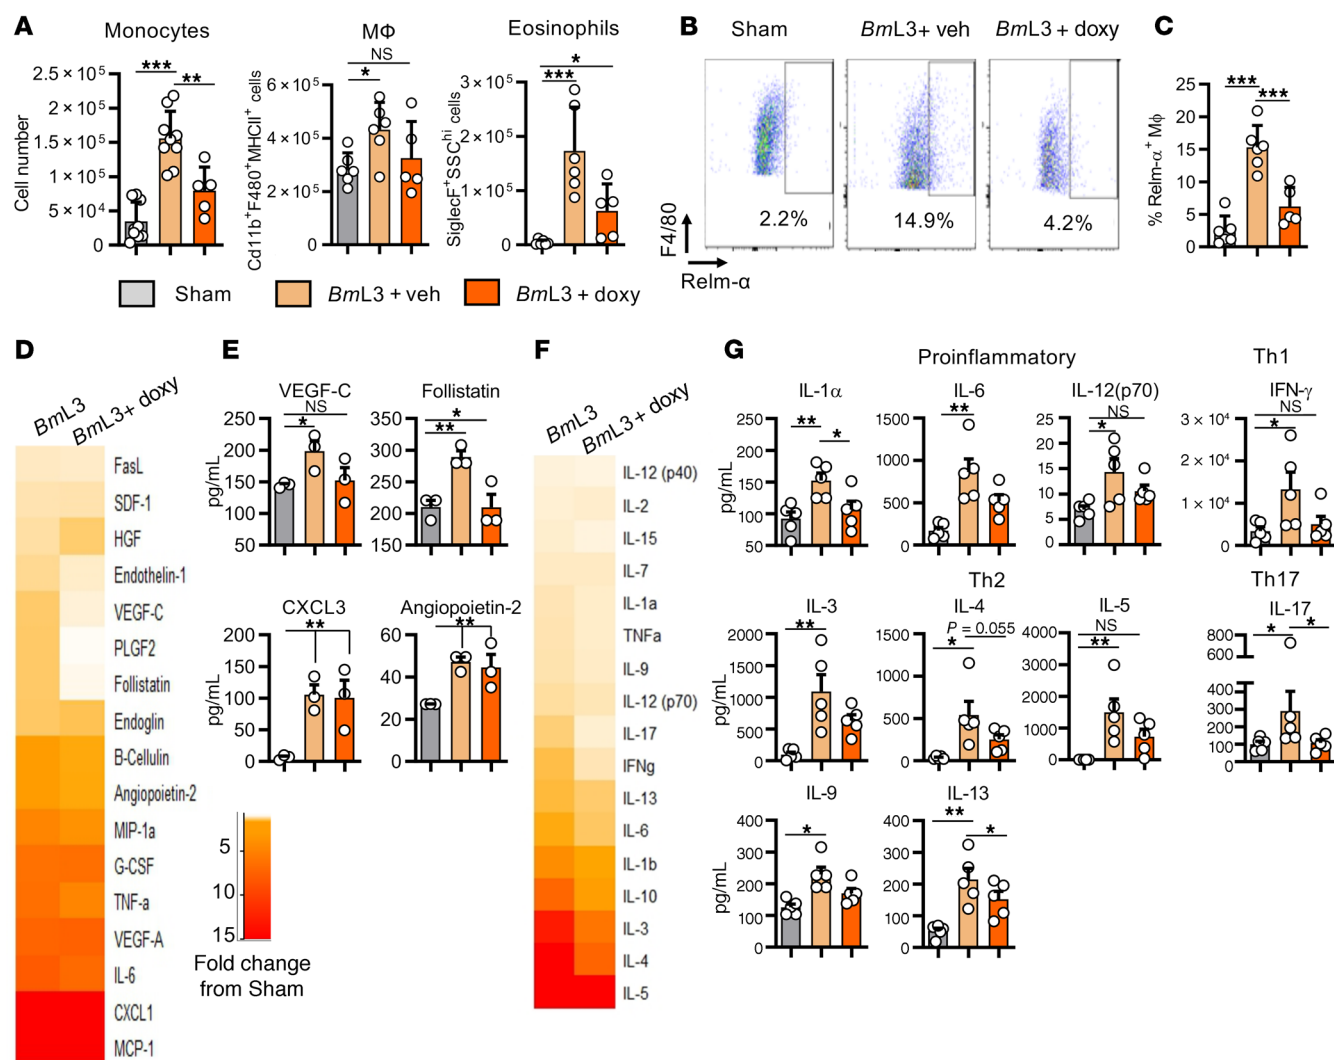 A
Monocytes
MΦ
Eosinophils
Cell number
2.5 × 10⁵
2 × 10⁵
1.5 × 10⁵
1 × 10⁵
5 × 10⁴
0
***
**
Cd11b⁺F480⁺MHCII⁺ cells
6 × 10⁵
4 × 10⁵
2 × 10⁵
0
NS
*
SiglecF⁺SSCʰⁱ cells
3 × 10⁵
2 × 10⁵
1 × 10⁵
0
*
***
Sham
BmL3 + veh
BmL3 + doxy
B
Sham
BmL3+ veh
BmL3 + doxy
2.2%
14.9%
4.2%
F4/80
Relm-α
C
% Relm-α⁺ Mϕ
25
20
15
10
5
0
***
***
D
BmL3
BmL3+ doxy
FasL
SDF-1
HGF
Endothelin-1
VEGF-C
PLGF2
Follistatin
Endoglin
B-Cellulin
Angiopoietin-2
MIP-1a
G-CSF
TNF-a
VEGF-A
IL-6
CXCL1
MCP-1
5
10
15
Fold change
from Sham
E
VEGF-C
pg/mL
250
200
150
100
50
NS
*
Follistatin
300
250
200
150
*
**
CXCL3
pg/mL
200
150
100
50
0
**
Angiopoietin-2
60
40
20
0
**
F
BmL3
BmL3 + doxy
IL-12 (p40)
IL-2
IL-15
IL-7
IL-1a
TNFa
IL-9
IL-12 (p70)
IL-17
IFNg
IL-13
IL-6
IL-1b
IL-10
IL-3
IL-4
IL-5
G
Proinflammatory
Th1
IL-1α
pg/mL
250
200
150
100
50
**
*
IL-6
1500
1000
500
0
**
IL-12(p70)
25
20
15
10
5
0
NS
*
IFN-γ
3 × 10⁴
2 × 10⁴
1 × 10⁴
0
NS
*
Th2
Th17
IL-3
pg/mL
2000
1500
1000
500
0
**
IL-4
1500
1000
500
0
P = 0.055
*
IL-5
4000
3000
2000
1000
0
NS
**
IL-17
800
600
400
300
200
100
0
*
*
IL-9
pg/mL
400
300
200
100
0
*
IL-13
400
300
200
100
0
**
*